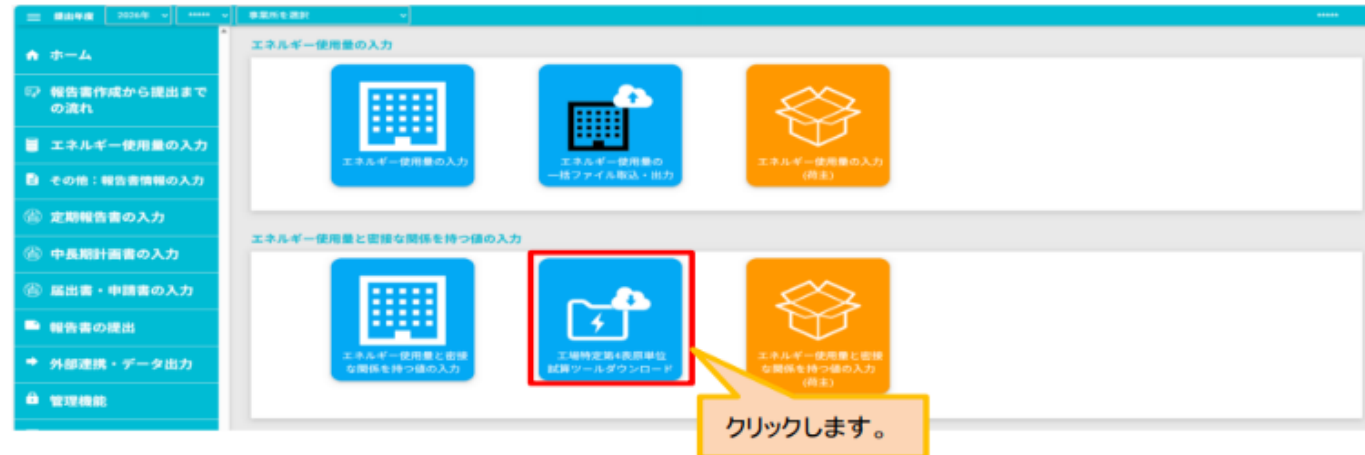 提出年度 2026年 ***** 事業所を選択 *****
ホーム
報告書作成から提出まで
の流れ
エネルギー使用量の入力
その他：報告書情報の入力
定期報告書の入力
中長期計画書の入力
届出書・申請書の入力
報告書の提出
外部連携・データ出力
管理機能
エネルギー使用量の入力
エネルギー使用量の入力
エネルギー使用量の
一括ファイル取込・出力
エネルギー使用量の入力
(荷主)
エネルギー使用量と密接な関係を持つ値の入力
エネルギー使用量と密接
な関係を持つ値の入力
工場特定第4表原単位
試算ツールダウンロード
エネルギー使用量と密接
な関係を持つ値の入力
(荷主)
クリックします。